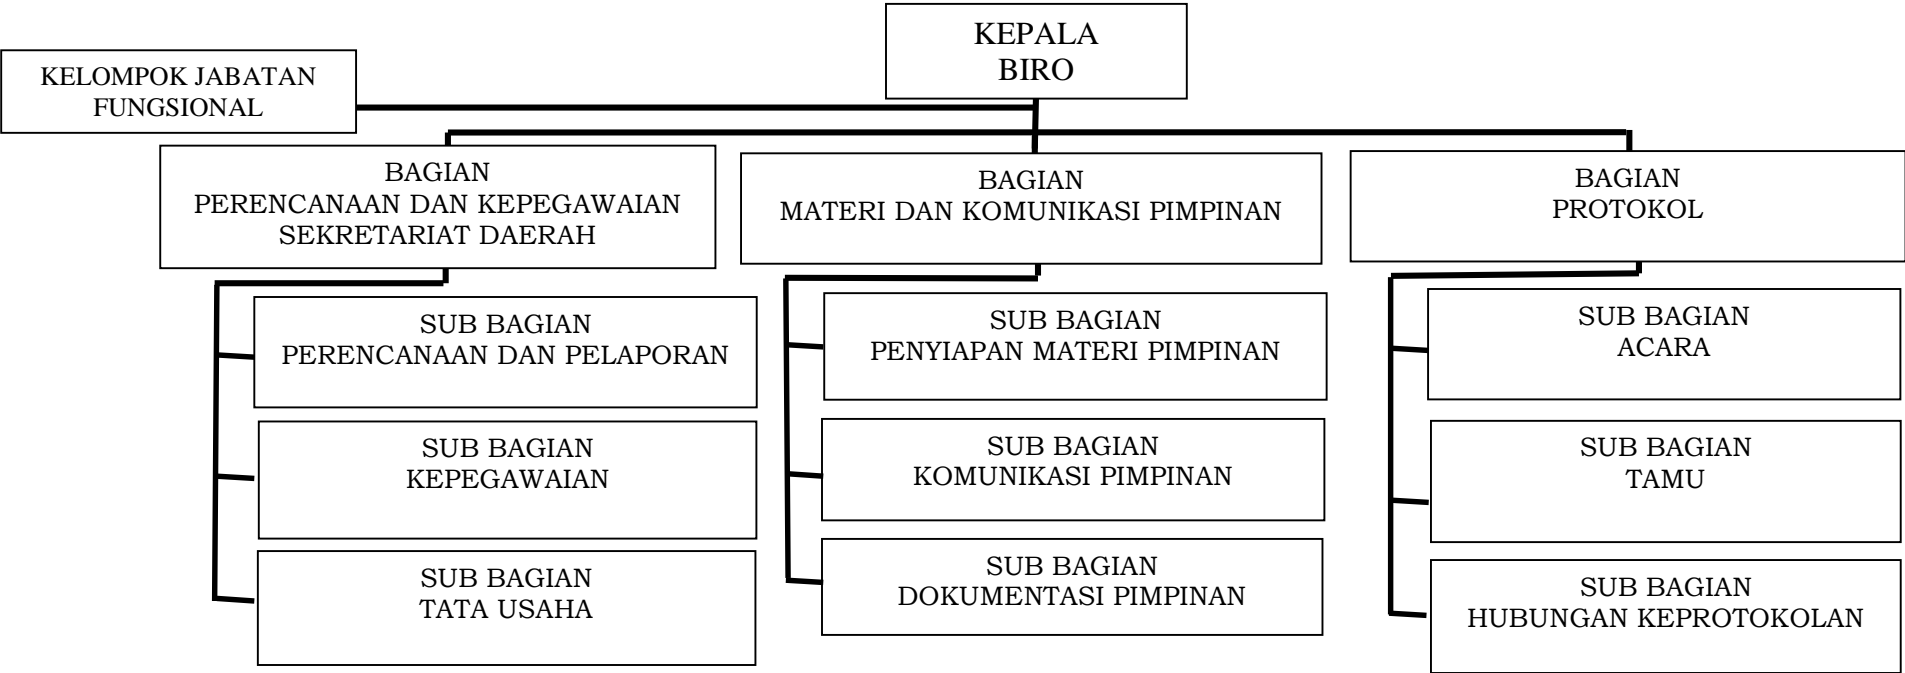 KEPALA
BIRO
KELOMPOK JABATAN
FUNGSIONAL
BAGIAN
PERENCANAAN DAN KEPEGAWAIAN
SEKRETARIAT DAERAH
BAGIAN
MATERI DAN KOMUNIKASI PIMPINAN
BAGIAN
PROTOKOL
SUB BAGIAN
PERENCANAAN DAN PELAPORAN
SUB BAGIAN
PENYIAPAN MATERI PIMPINAN
SUB BAGIAN
ACARA
SUB BAGIAN
KEPEGAWAIAN
SUB BAGIAN
KOMUNIKASI PIMPINAN
SUB BAGIAN
TAMU
SUB BAGIAN
TATA USAHA
SUB BAGIAN
DOKUMENTASI PIMPINAN
SUB BAGIAN
HUBUNGAN KEPROTOKOLAN